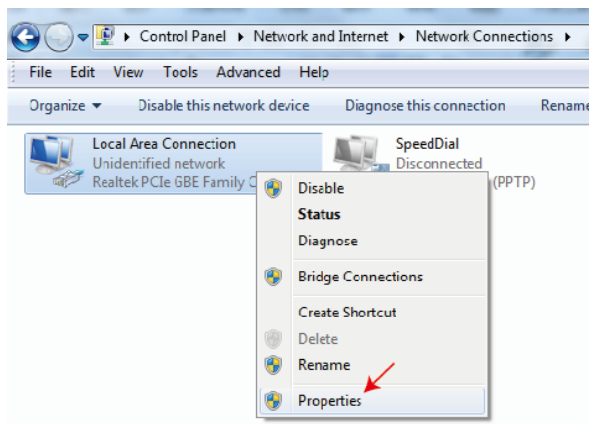 Control Panel Network and Internet Network Connections
File Edit View Tools Advanced Help
Organize Disable this network device Diagnose this connection Rename
Local Area Connection
Unidentified network
Realtek PCIe GBE Family
SpeedDial
Disconnected
(PPTP)
Disable
Status
Diagnose
Bridge Connections
Create Shortcut
Delete
Rename
Properties